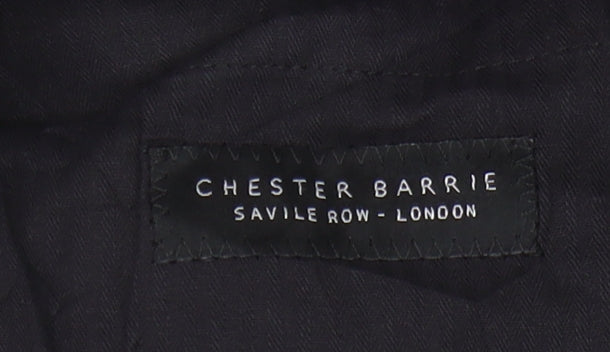 CHESTER BARRIE
SAVILE ROW - LONDON